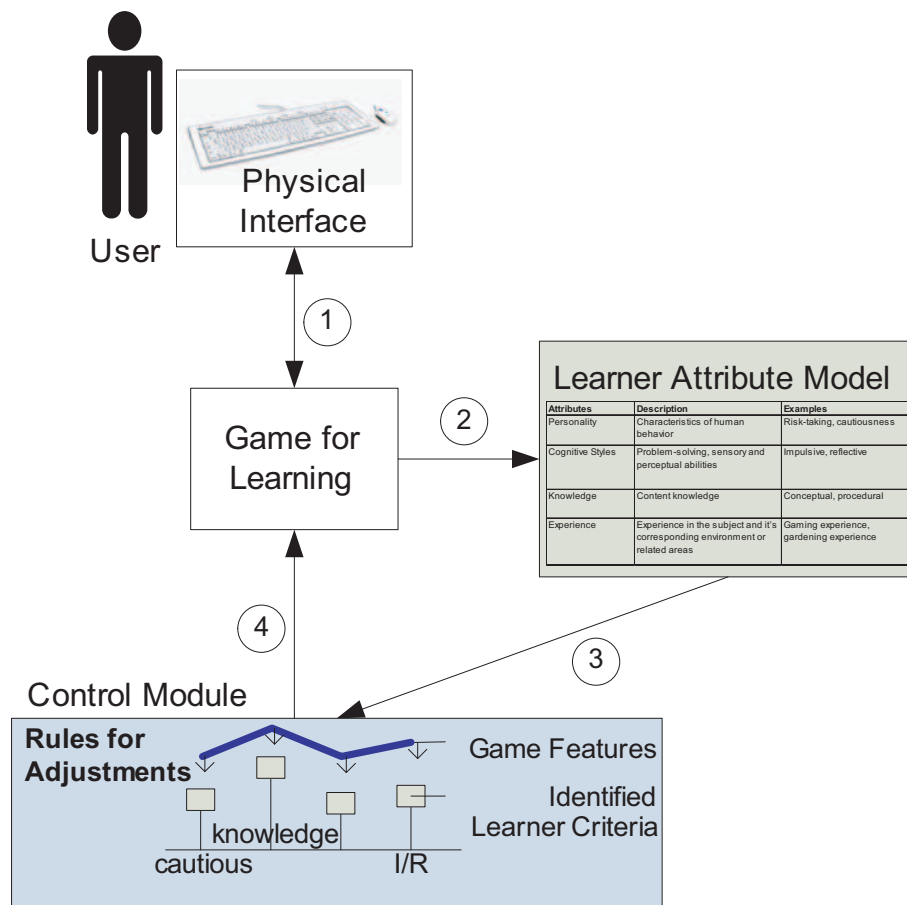 Physical
Interface
User
1
Game for
Learning
2
Learner Attribute Model
Attributes Description Examples
Personality Characteristics of human behavior Risk-taking, cautiousness
Cognitive Styles Problem-solving, sensory and perceptual abilities Impulsive, reflective
Knowledge Content knowledge Conceptual, procedural
Experience Experience in the subject and it's corresponding environment or related areas Gaming experience, gardening experience
4
3
Control Module
Rules for
Adjustments
Game Features
Identified
Learner Criteria
knowledge
cautious I/R